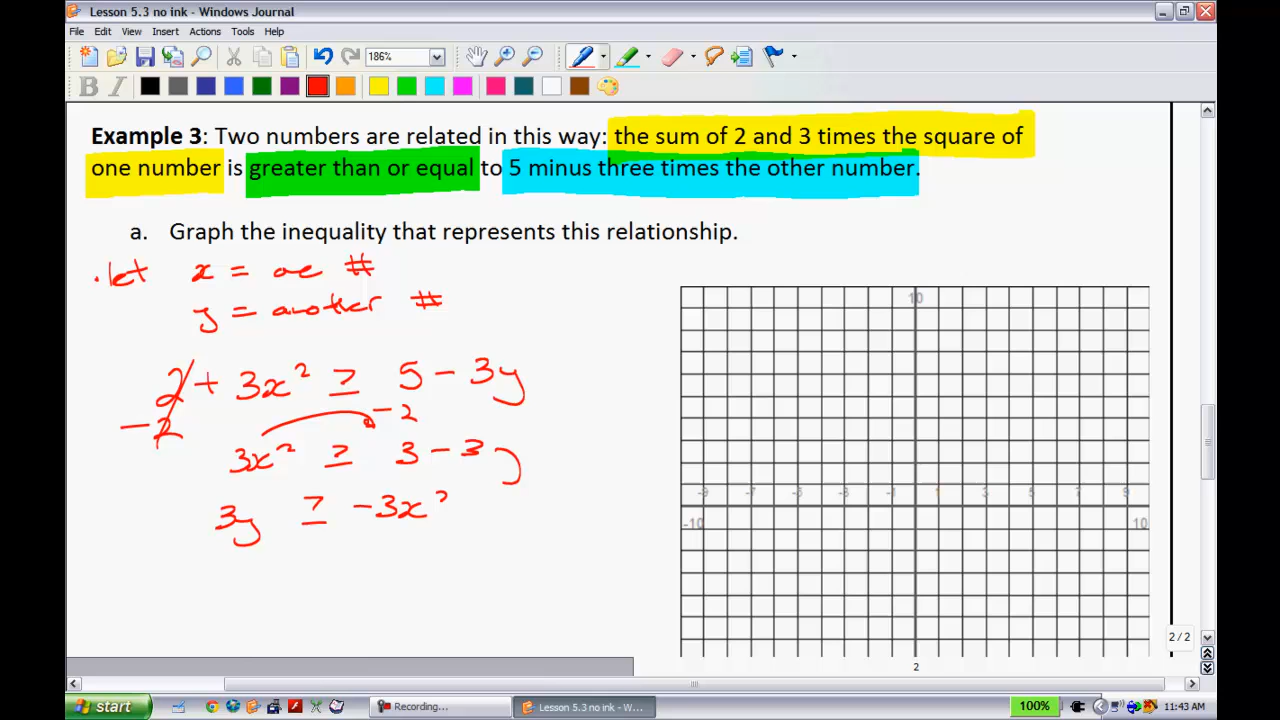 Lesson 5.3 no ink - Windows Journal
File Edit View Insert Actions Tools Help
186%
B I
Example 3: Two numbers are related in this way: the sum of 2 and 3 times the square of
one number is greater than or equal to 5 minus three times the other number.
a. Graph the inequality that represents this relationship.
let x = one #
y = another #
2 + 3x² ≥ 5 - 3y
-2 -2
3x² ≥ 3 - 3y
3y ≥ -3x²
10
-9 -7 -5 -3 1 3 5 7 9
-10 10
2
2 / 2
start Recording... Lesson 5.3 no ink - W... 100% 11:43 AM